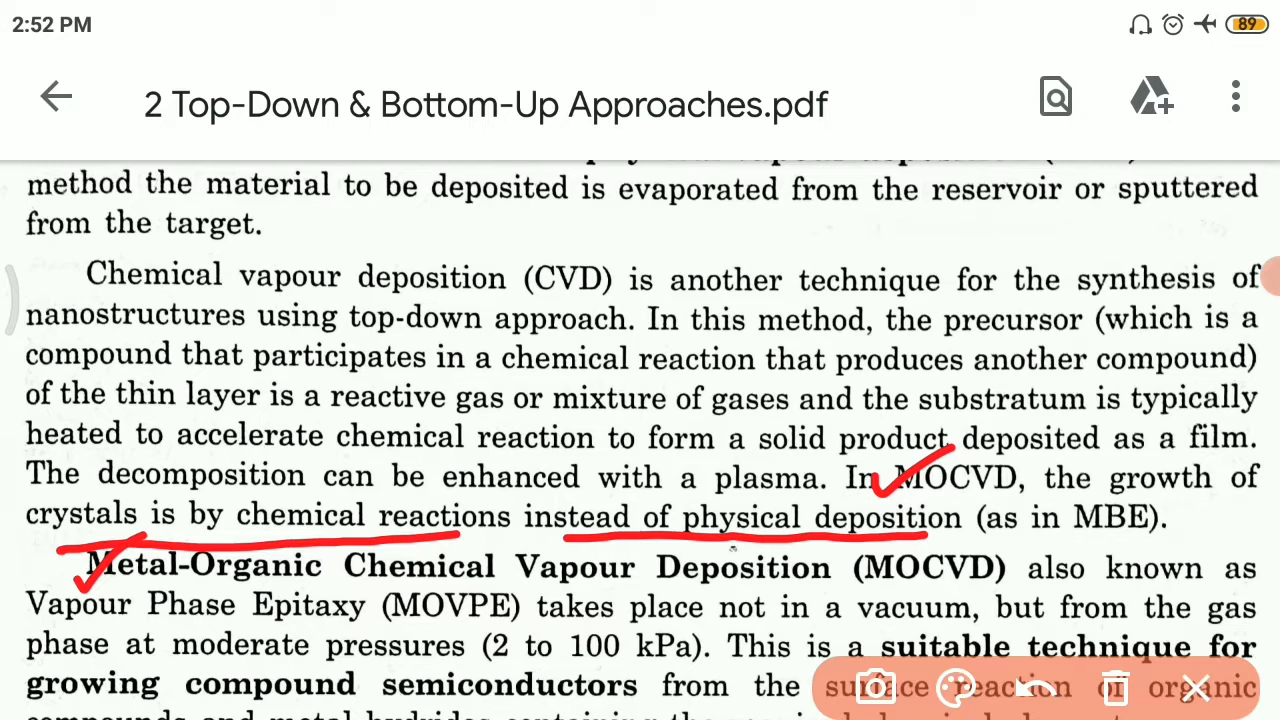 2:52 PM
89
2 Top-Down & Bottom-Up Approaches.pdf
method the material to be deposited is evaporated from the reservoir or sputtered
from the target.
Chemical vapour deposition (CVD) is another technique for the synthesis of
nanostructures using top-down approach. In this method, the precursor (which is a
compound that participates in a chemical reaction that produces another compound)
of the thin layer is a reactive gas or mixture of gases and the substratum is typically
heated to accelerate chemical reaction to form a solid product deposited as a film.
The decomposition can be enhanced with a plasma. In MOCVD, the growth of
crystals is by chemical reactions instead of physical deposition (as in MBE).
Metal-Organic Chemical Vapour Deposition (MOCVD) also known as
Vapour Phase Epitaxy (MOVPE) takes place not in a vacuum, but from the gas
phase at moderate pressures (2 to 100 kPa). This is a suitable technique for
growing compound semiconductors from the surface reaction of organic